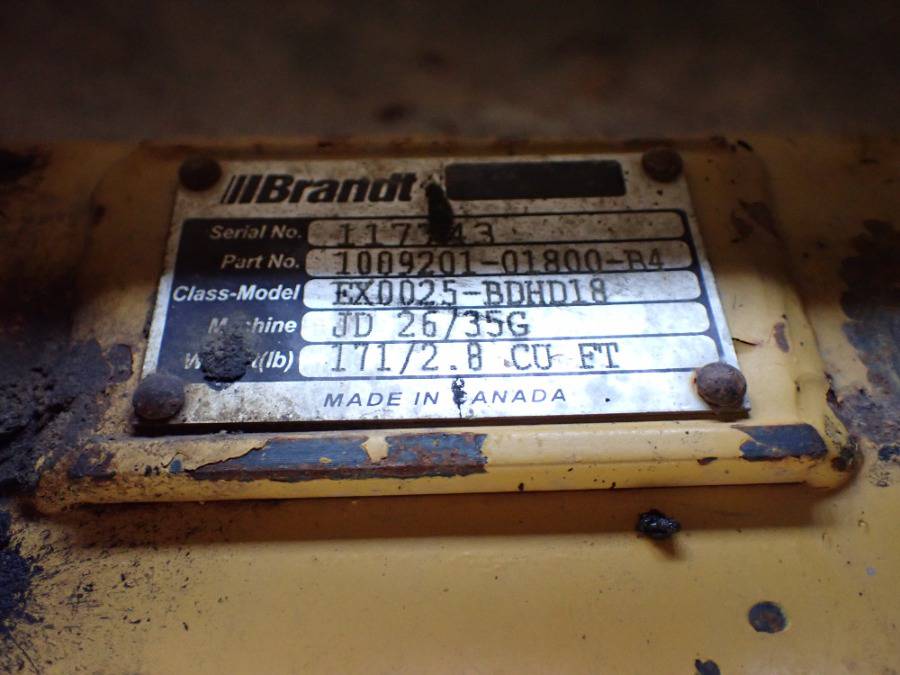 Brandt
Serial No.
Part No. 1009201-01800-B4
Class-Model EX0025-BDHD18
Machine JD 26/35G
Weight(lb) 171/2.8 CU FT
MADE IN CANADA